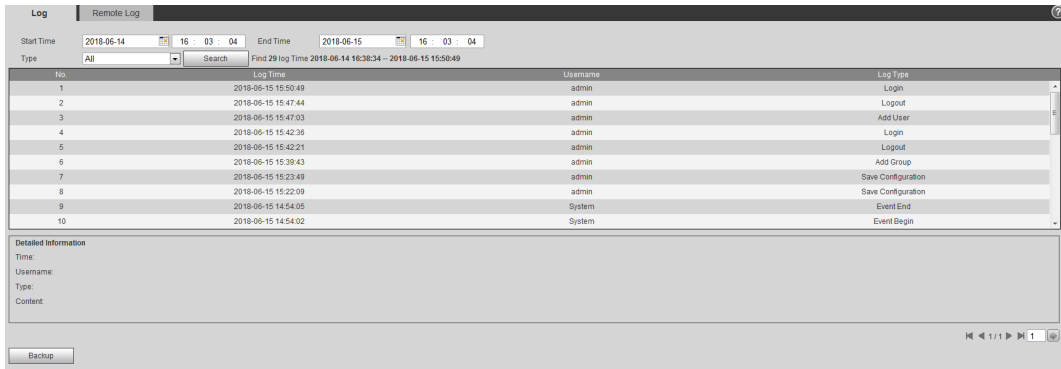 Log Remote Log
Start Time 2018-06-14 16 : 03 : 04 End Time 2018-06-15 16 : 03 : 04
Type All Search Find 29 log Time 2018-06-14 16:38:34 -- 2018-06-15 15:50:49
No. Log Time Username Log Type
1 2018-06-15 15:50:49 admin Login
2 2018-06-15 15:47:44 admin Logout
3 2018-06-15 15:47:03 admin Add User
4 2018-06-15 15:42:36 admin Login
5 2018-06-15 15:42:21 admin Logout
6 2018-06-15 15:39:43 admin Add Group
7 2018-06-15 15:23:49 admin Save Configuration
8 2018-06-15 15:22:09 admin Save Configuration
9 2018-06-15 14:54:05 System Event End
10 2018-06-15 14:54:02 System Event Begin
Detailed Information
Time:
Username:
Type:
Content:
1 / 1 1
Backup